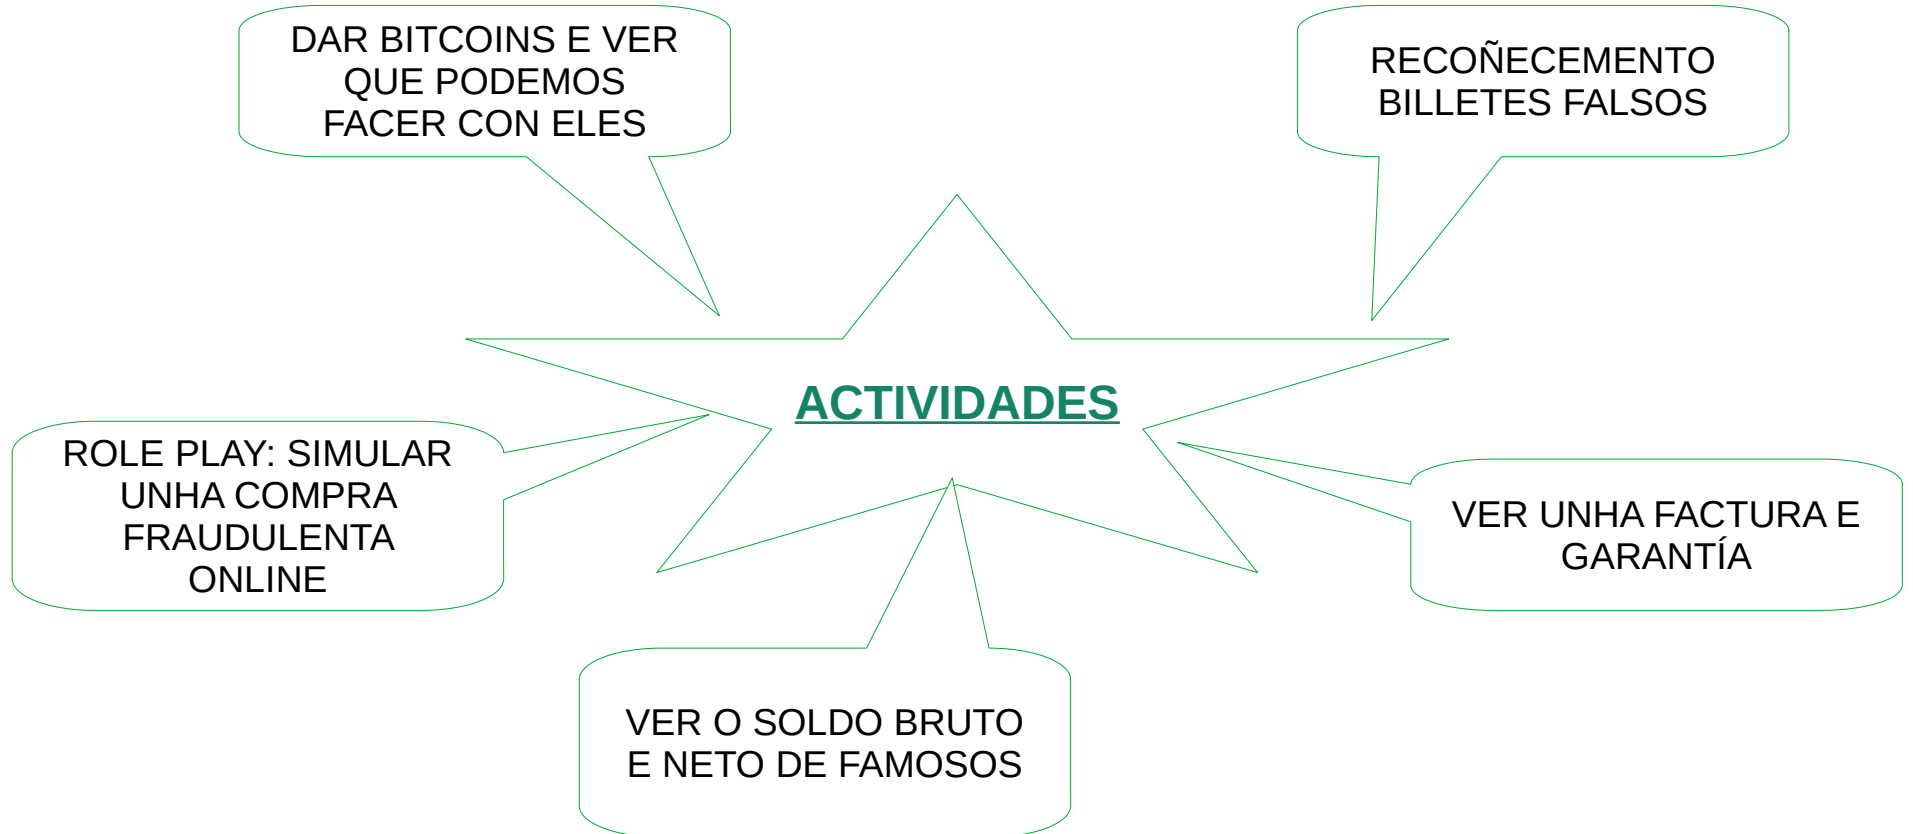 DAR BITCOINS E VER
QUE PODEMOS
FACER CON ELES
RECOÑECEMENTO
BILLETES FALSOS
ACTIVIDADES
ROLE PLAY: SIMULAR
UNHA COMPRA
FRAUDULENTA
ONLINE
VER UNHA FACTURA E
GARANTÍA
VER O SOLDO BRUTO
E NETO DE FAMOSOS